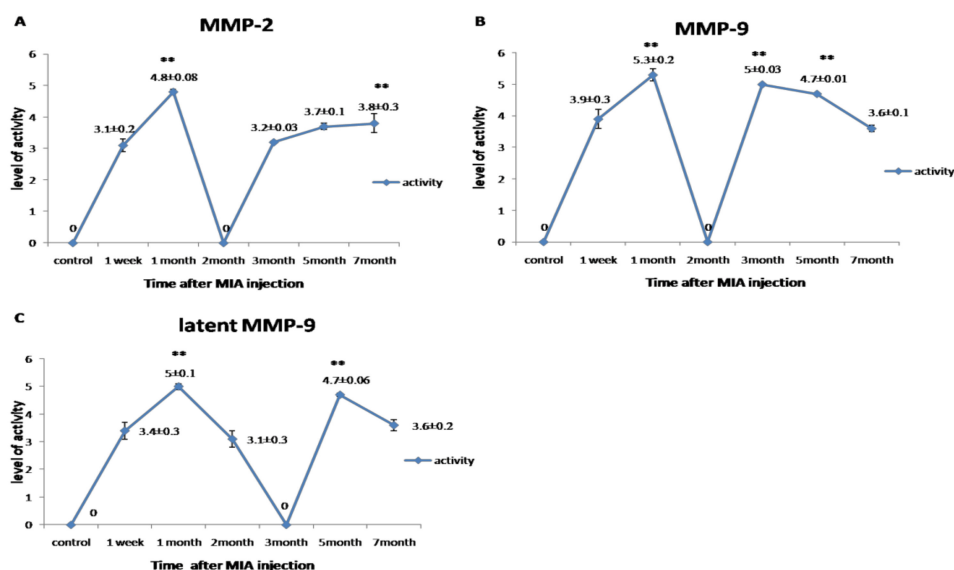 A
MMP-2
level of activity
6
5
4
3
2
1
0
0
3.1±0.2
**
4.8±0.08
0
3.2±0.03
3.7±0.1
**
3.8±0.3
activity
control 1 week 1 month 2month 3month 5month 7month
Time after MIA injection
B
MMP-9
level of activity
6
5
4
3
2
1
0
0
3.9±0.3
**
5.3±0.2
0
**
5±0.03
**
4.7±0.01
3.6±0.1
activity
control 1 week 1 month 2month 3month 5month 7month
Time after MIA injection
C
latent MMP-9
level of activity
6
5
4
3
2
1
0
0
3.4±0.3
**
5±0.1
3.1±0.3
0
**
4.7±0.06
3.6±0.2
activity
control 1 week 1 month 2month 3month 5month 7month
Time after MIA injection